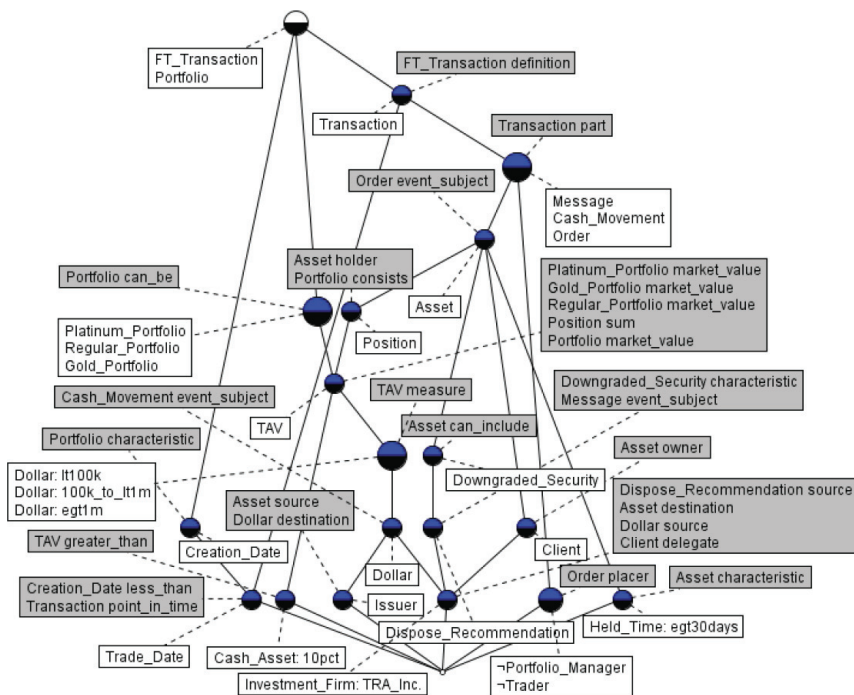 FT_Transaction
Portfolio
FT_Transaction definition
Transaction
Transaction part
Order event_subject
Message
Cash_Movement
Order
Asset holder
Portfolio consists
Portfolio can_be
Platinum_Portfolio market_value
Gold_Portfolio market_value
Regular_Portfolio market_value
Position sum
Portfolio market_value
Asset
Platinum_Portfolio
Regular_Portfolio
Gold_Portfolio
Position
Cash_Movement event_subject
TAV measure
Downgraded_Security characteristic
Message event_subject
TAV
Asset can_include
Portfolio characteristic
Asset owner
Dollar: lt100k
Dollar: 100k_to_lt1m
Dollar: egt1m
Downgraded_Security
Asset source
Dollar destination
Dispose_Recommendation source
Asset destination
Dollar source
Client delegate
TAV greater_than
Creation_Date
Client
Dollar
Creation_Date less_than
Transaction point_in_time
Issuer
Order placer
Asset characteristic
Trade_Date
Cash_Asset: 10pct
Dispose_Recommendation
Held_Time: egt30days
Investment_Firm: TRA_Inc.
¬Portfolio_Manager
¬Trader